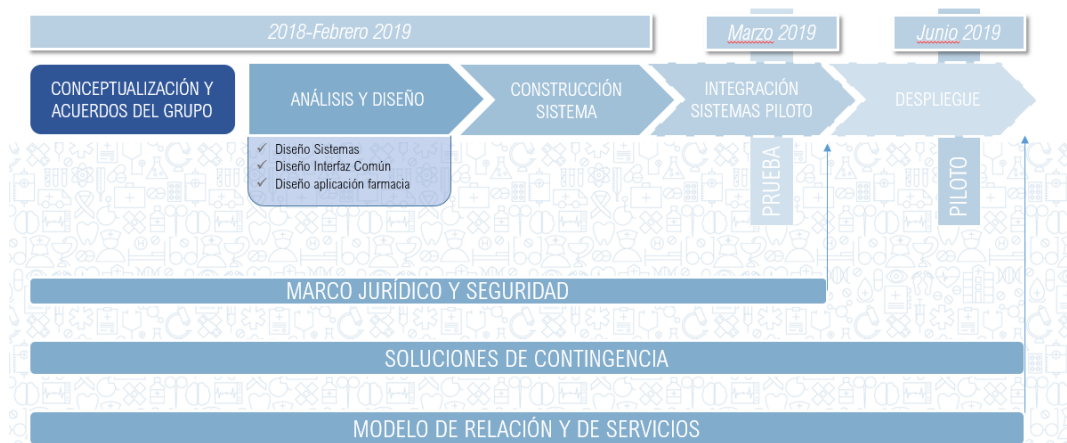 2018-Febrero 2019
Marzo 2019
Junio 2019
CONCEPTUALIZACIÓN Y
ACUERDOS DEL GRUPO
ANÁLISIS Y DISEÑO
CONSTRUCCIÓN
SISTEMA
INTEGRACIÓN
SISTEMAS PILOTO
DESPLIEGUE
Diseño Sistemas
Diseño Interfaz Común
Diseño aplicación farmacia
PRUEBA
PILOTO
MARCO JURÍDICO Y SEGURIDAD
SOLUCIONES DE CONTINGENCIA
MODELO DE RELACIÓN Y DE SERVICIOS